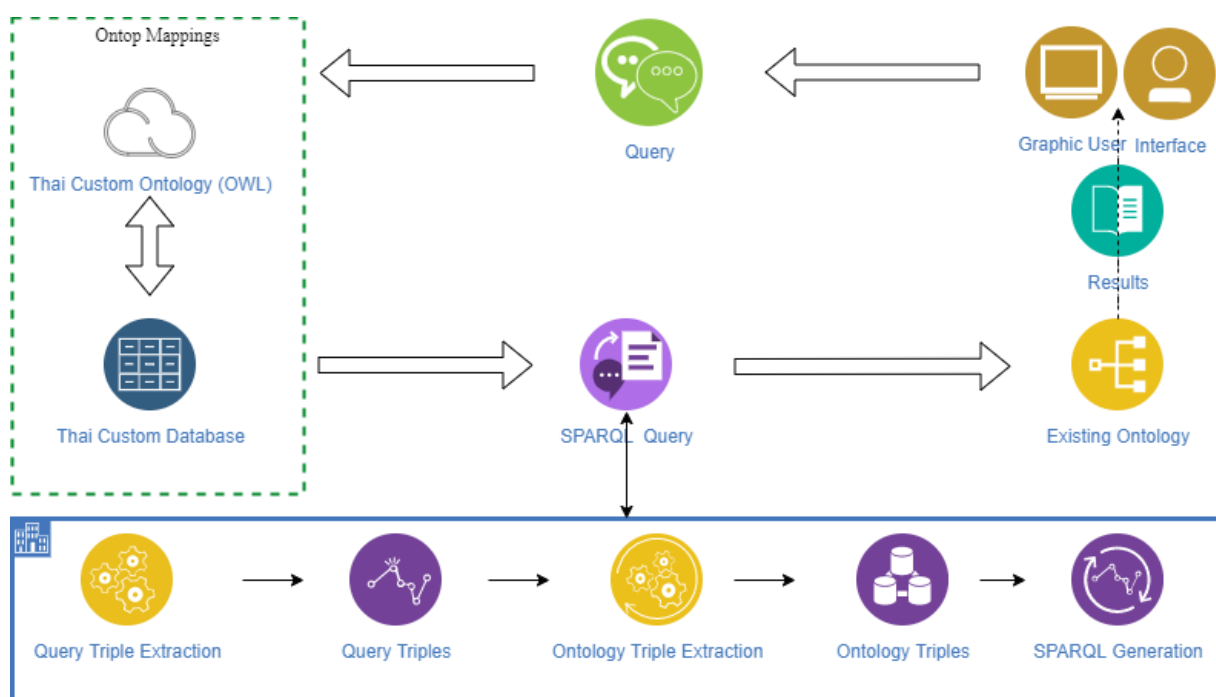 Ontop Mappings
Thai Custom Ontology (OWL)
Query
Graphic User Interface
Results
Thai Custom Database
SPARQL Query
Existing Ontology
Query Triple Extraction
Query Triples
Ontology Triple Extraction
Ontology Triples
SPARQL Generation